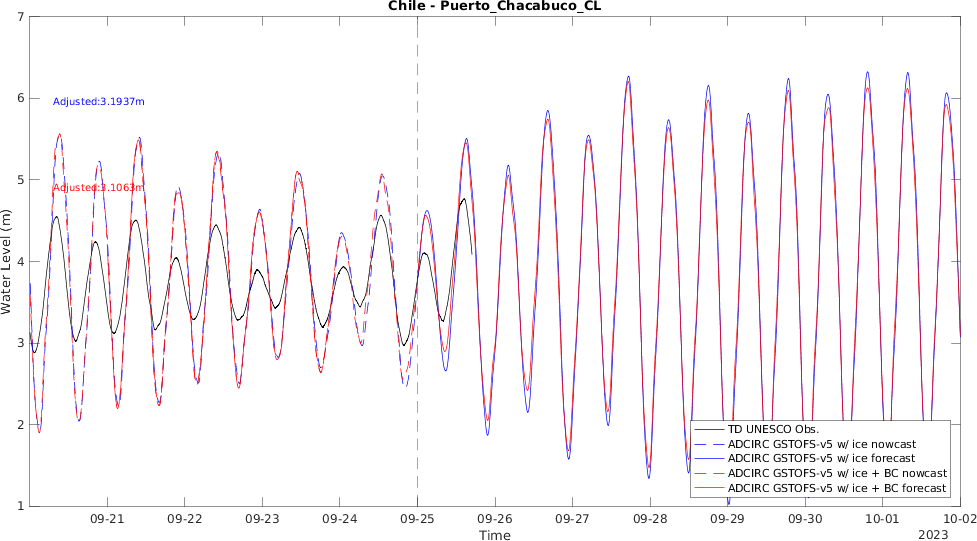 Chile - Puerto_Chacabuco_CL
7
6
5
4
3
2
1
Water Level (m)
Adjusted:3.1937m
Adjusted:3.1063m
TD UNESCO Obs.
ADCIRC GSTOFS-v5 w/ ice nowcast
ADCIRC GSTOFS-v5 w/ ice forecast
ADCIRC GSTOFS-v5 w/ ice + BC nowcast
ADCIRC GSTOFS-v5 w/ ice + BC forecast
09-21 09-22 09-23 09-24 09-25 09-26 09-27 09-28 09-29 09-30 10-01 10-02
Time
2023